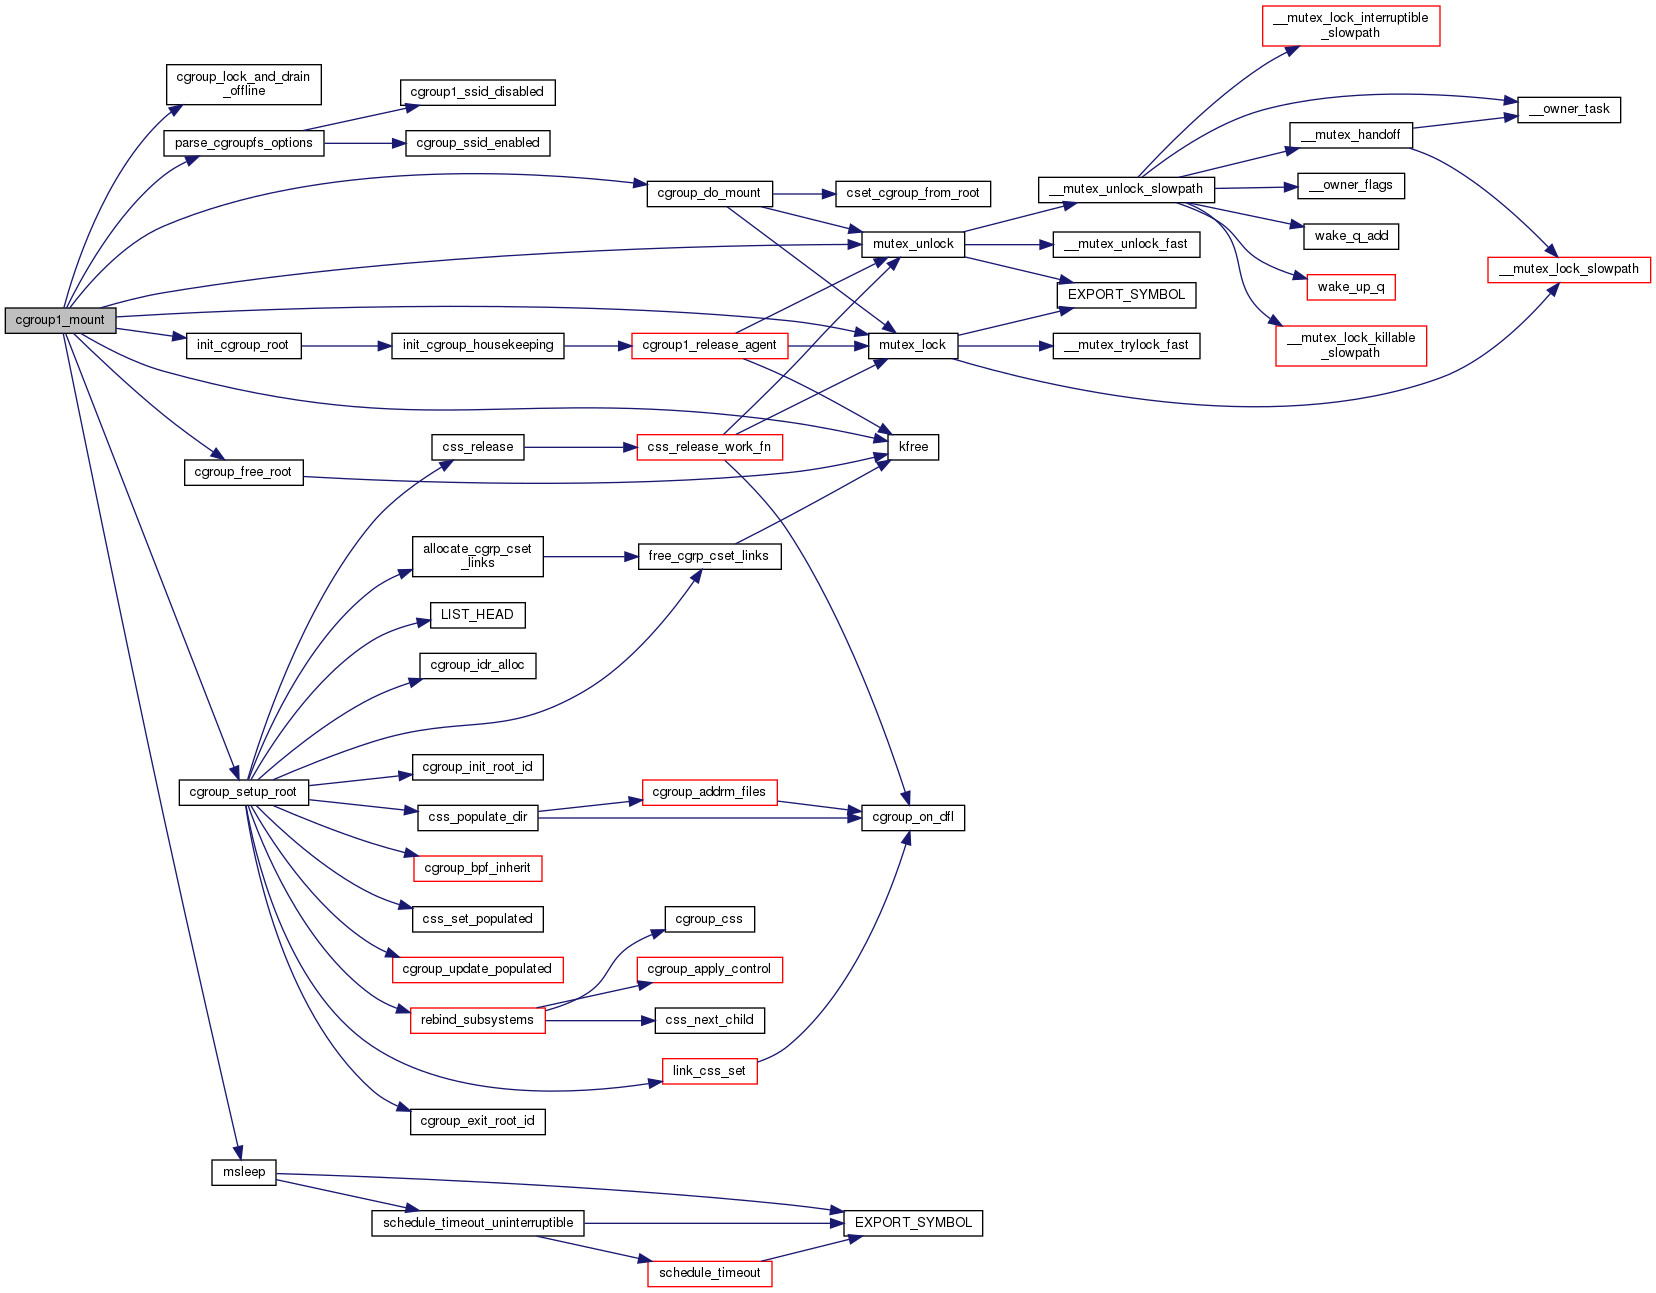 __mutex_lock_interruptible
_slowpath
cgroup_lock_and_drain
_offline
cgroup1_ssid_disabled
__owner_task
parse_cgroupfs_options
cgroup_ssid_enabled
__mutex_handoff
cgroup_do_mount
cset_cgroup_from_root
__mutex_unlock_slowpath
__owner_flags
mutex_unlock
__mutex_unlock_fast
wake_q_add
__mutex_lock_slowpath
EXPORT_SYMBOL
wake_up_q
cgroup1_mount
init_cgroup_root
init_cgroup_housekeeping
cgroup1_release_agent
mutex_lock
__mutex_trylock_fast
__mutex_lock_killable
_slowpath
css_release
css_release_work_fn
kfree
cgroup_free_root
allocate_cgrp_cset
_links
free_cgrp_cset_links
LIST_HEAD
cgroup_idr_alloc
cgroup_init_root_id
cgroup_setup_root
cgroup_addrm_files
css_populate_dir
cgroup_on_dfl
cgroup_bpf_inherit
css_set_populated
cgroup_css
cgroup_update_populated
cgroup_apply_control
rebind_subsystems
css_next_child
link_css_set
cgroup_exit_root_id
msleep
schedule_timeout_uninterruptible
EXPORT_SYMBOL
schedule_timeout